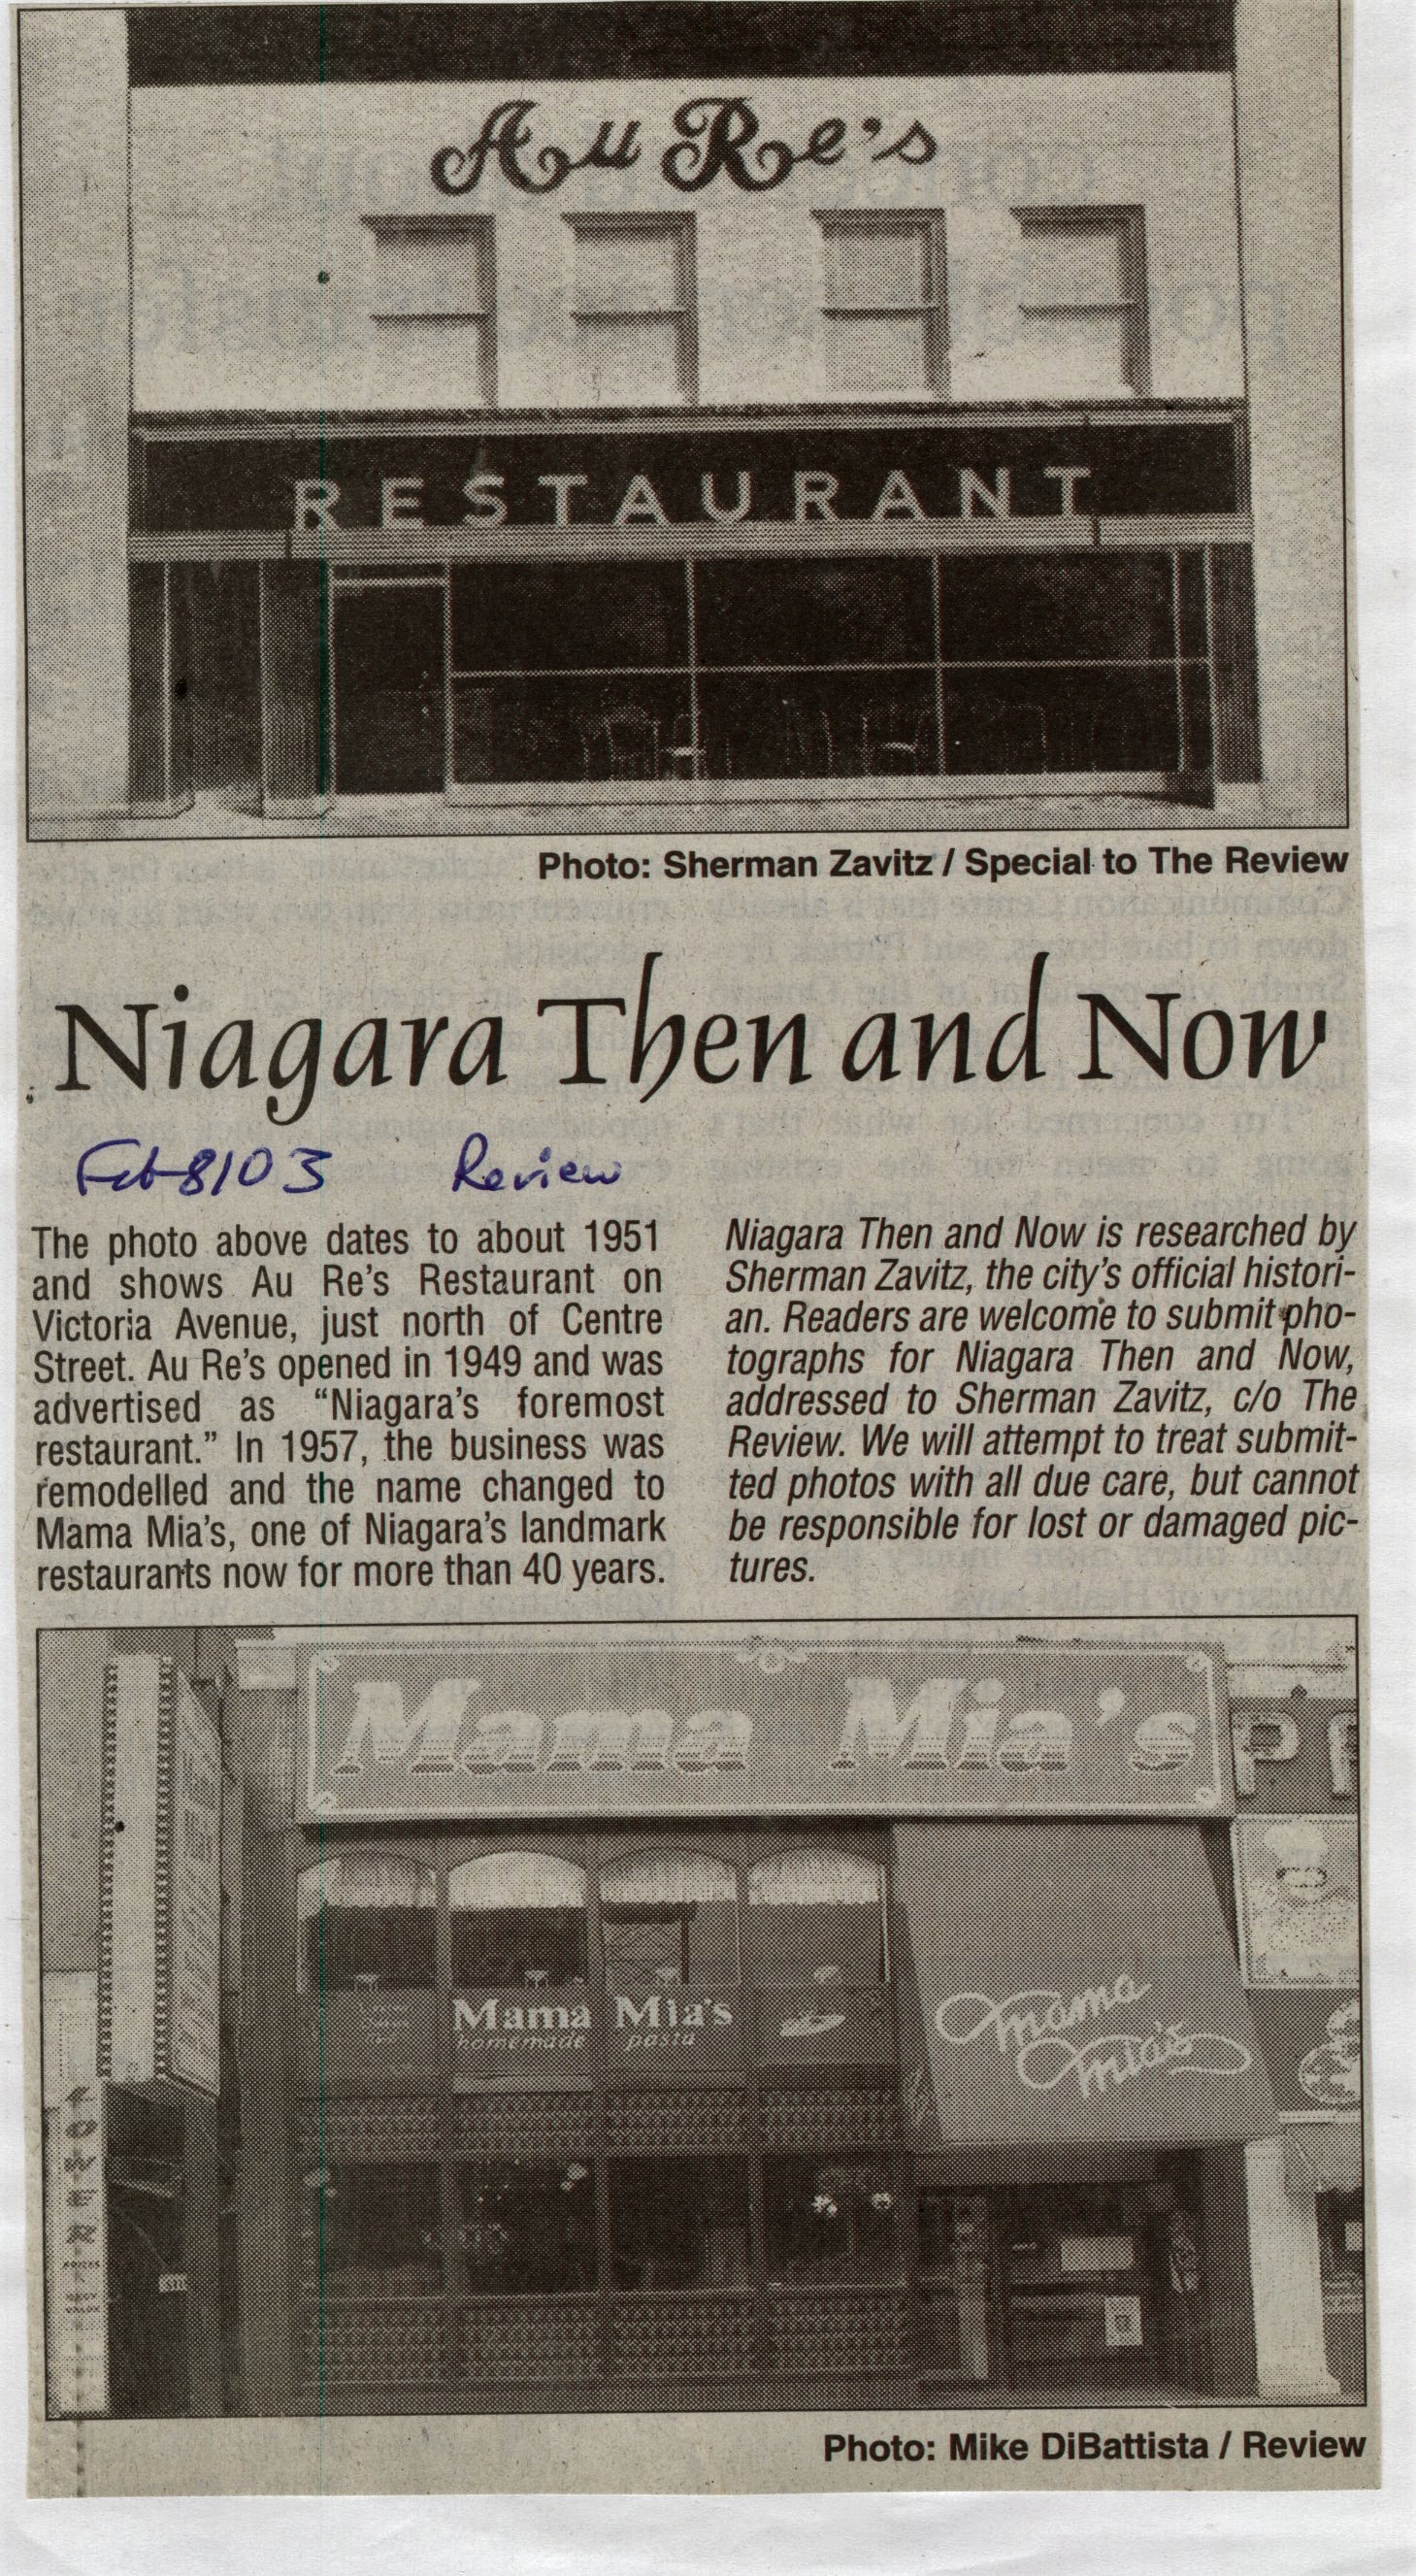 Au Re's
RESTAURANT
Photo: Sherman Zavitz / Special to The Review
Niagara Then and Now
Feb 8/03 Review
The photo above dates to about 1951
and shows Au Re's Restaurant on
Victoria Avenue, just north of Centre
Street. Au Re's opened in 1949 and was
advertised as “Niagara's foremost
restaurant.” In 1957, the business was
remodelled and the name changed to
Mama Mia's, one of Niagara's landmark
restaurants now for more than 40 years.
Niagara Then and Now is researched by
Sherman Zavitz, the city's official histori-
an. Readers are welcome to submit pho-
tographs for Niagara Then and Now,
addressed to Sherman Zavitz, c/o The
Review. We will attempt to treat submit-
ted photos with all due care, but cannot
be responsible for lost or damaged pic-
tures.
Mama Mia's
Mama Mia's
homemade pasta
mama
mia's
TOWER
Photo: Mike DiBattista / Review